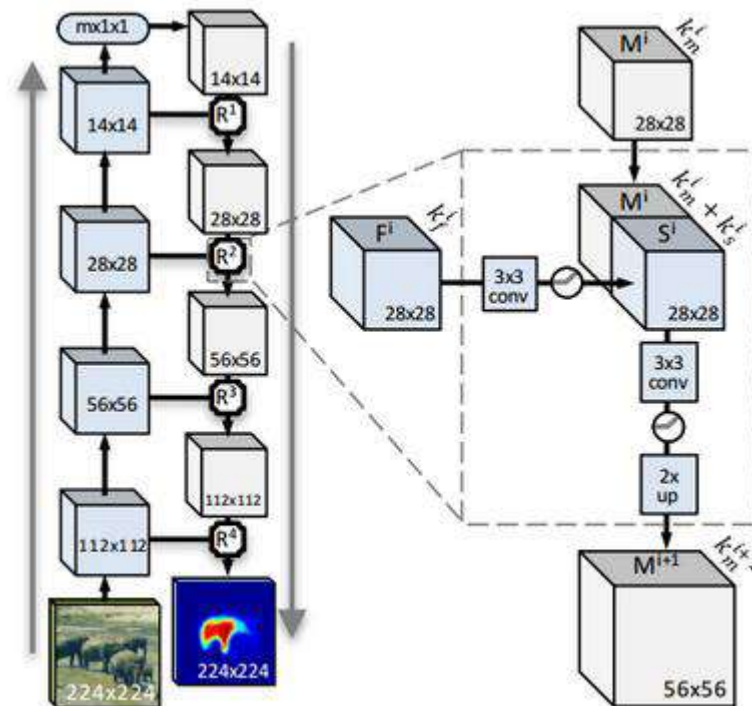 mx1x1
14x14
14x14
R¹
28x28
28x28
R²
56x56
56x56
R³
112x112
112x112
R⁴
224x224
224x224
Mⁱ
kₘⁱ
28x28
Mⁱ
kₘⁱ + kₛⁱ
Sⁱ
28x28
Fⁱ
28x28
3x3
conv
3x3
conv
2x
up
Mⁱ⁺¹
56x56